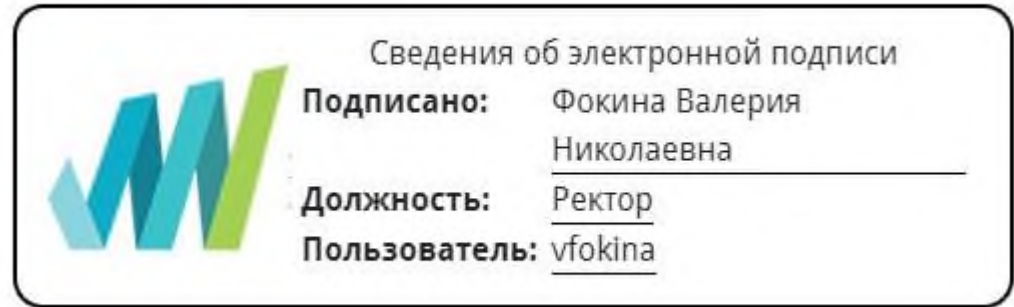 Сведения об электронной подписи
Подписано: Фокина Валерия
Николаевна
Должность: Ректор
Пользователь: vfokina